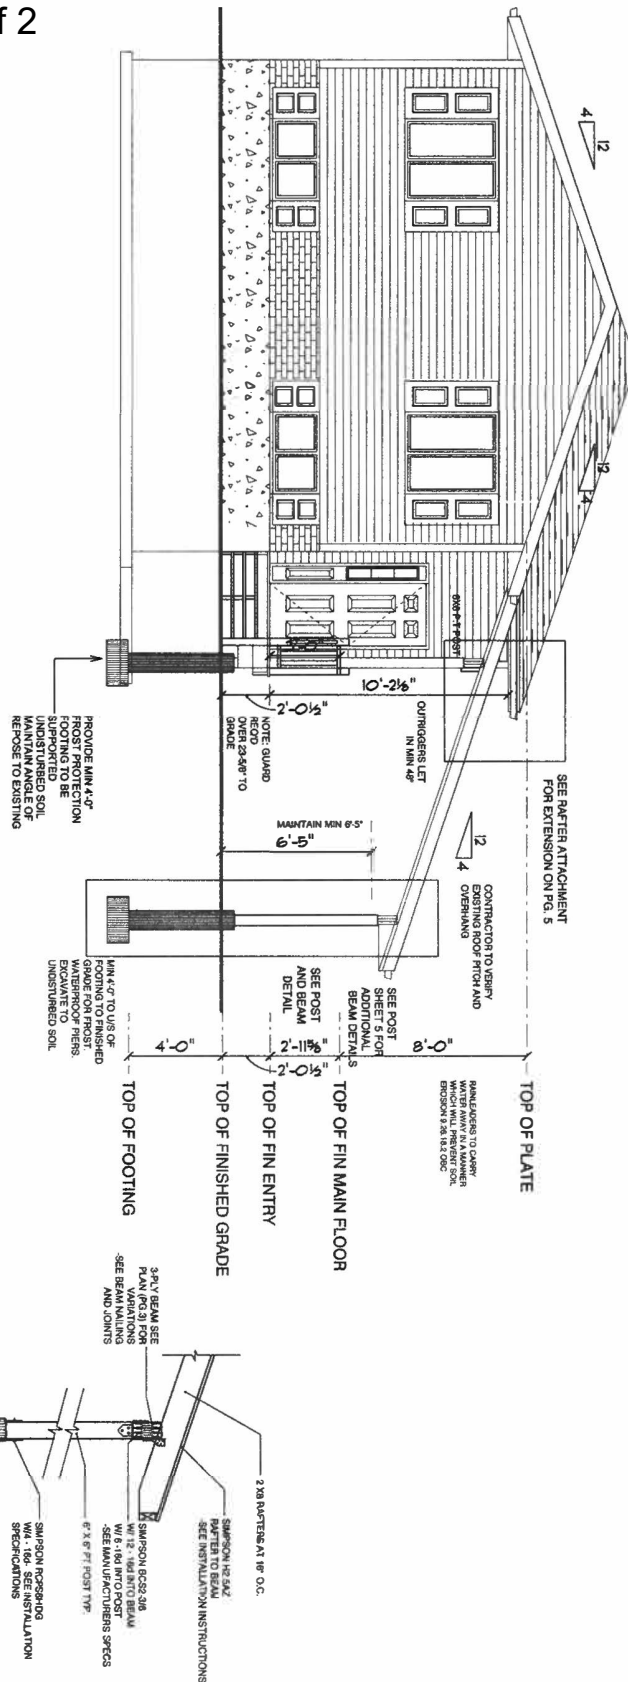 f 2
12
4
12
4
6X6 P.T POST
10'-2⅛"
2'-0½"
OUTRIGGERS LET
IN MIN 48"
NOTE: GUARD
REQ'D
OVER 23-5/8" TO
GRADE
PROVIDE MIN 4'-0"
FROST PROTECTION
FOOTING TO BE
SUPPORTED
UNDISTURBED SOIL
MAINTAIN ANGLE OF
REPOSE TO EXISTING
SEE RAFTER ATTACHMENT
FOR EXTENSION ON PG. 5
12
4
CONTRACTOR TO VERIFY
EXISTING ROOF PITCH AND
OVERHANG
MAINTAIN MIN 6'-5"
6'-5"
SEE POST
AND BEAM
DETAIL
SEE POST
SHEET 5 FOR
ADDITIONAL
BEAM DETAILS
MIN 4'-0" TO U/S OF
FOOTING TO FINISHED
GRADE FOR FROST.
WATERPROOF PIERS.
EXCAVATE TO
UNDISTURBED SOIL
8'-0"
2'-0½"
4'-0"
RAINLEADERS TO CARRY
WATER AWAY IN A MANNER
WHICH WILL PREVENT SOIL
EROSION 9.26.18.2 OBC
TOP OF PLATE
TOP OF FIN MAIN FLOOR
TOP OF FIN ENTRY
TOP OF FINISHED GRADE
TOP OF FOOTING
3-PLY BEAM SEE
PLAN (PG.3) FOR
VARIATIONS
-SEE BEAM NAILING
AND JOINTS
2 X8 RAFTERS AT 16" O.C.
SIMPSON H2.5AZ
RAFTER TO BEAM
-SEE INSTALLATION INSTRUCTIONS
SIMPSON BCS2-3/6
W/ 12 - 16d INTO BEAM
W/ 6 -16d INTO POST
-SEE MANUFACTURERS SPECS
6" X 6" PT POST TYP.
SIMPSON
W/4 - 16d- SEE INSTALLATION
SPECIFICATIONS